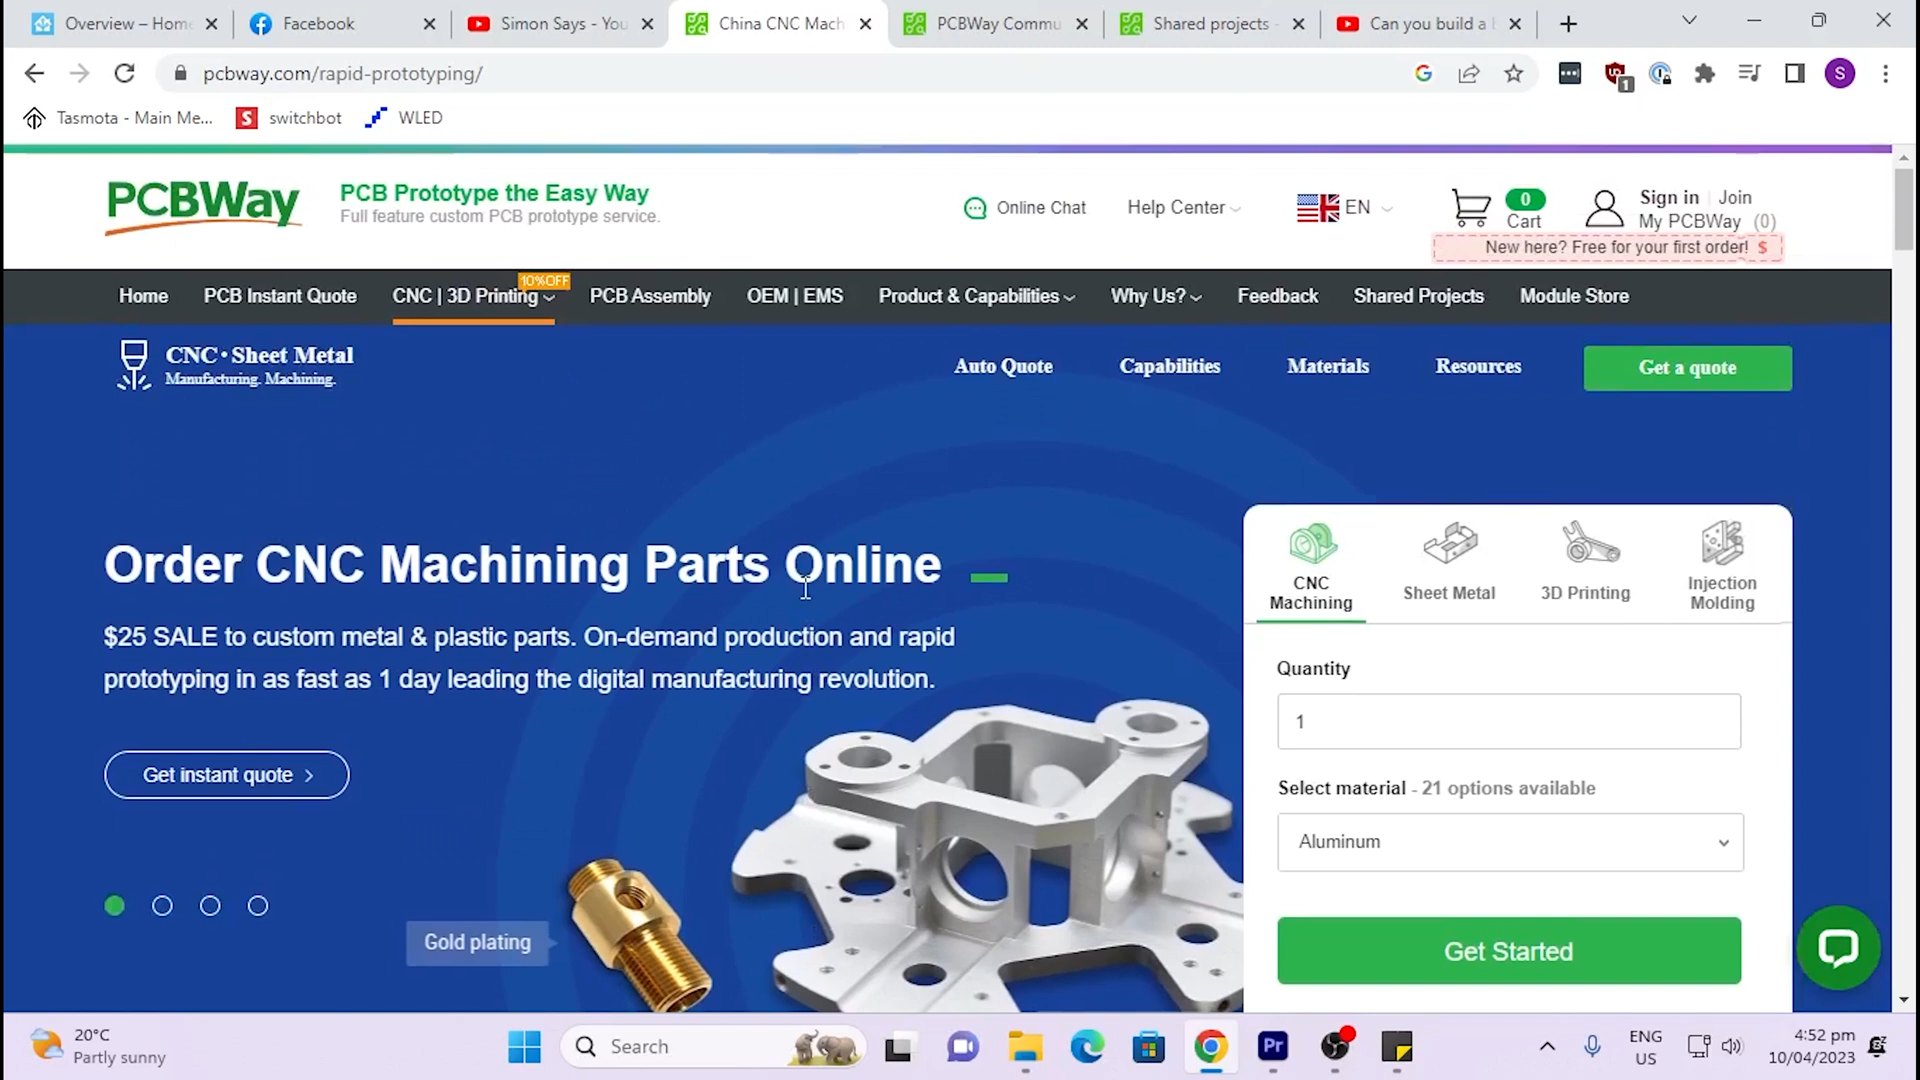 Overview – Home
Facebook
Simon Says - You
China CNC Mach
PCBWay Commu
Shared projects -
Can you build a
pcbway.com/rapid-prototyping/
1
S
Tasmota - Main Me...
S
switchbot
WLED
PCBWay
PCB Prototype the Easy Way
Full feature custom PCB prototype service.
Online Chat
Help Center
EN
0
Cart
Sign in | Join
My PCBWay (0)
New here? Free for your first order! $
10%OFF
Home
PCB Instant Quote
CNC | 3D Printing
PCB Assembly
OEM | EMS
Product & Capabilities
Why Us?
Feedback
Shared Projects
Module Store
CNC • Sheet Metal
Manufacturing. Machining.
Auto Quote
Capabilities
Materials
Resources
Get a quote
Order CNC Machining Parts Online
$25 SALE to custom metal & plastic parts. On-demand production and rapid
prototyping in as fast as 1 day leading the digital manufacturing revolution.
Get instant quote >
Gold plating
CNC
Machining
Sheet Metal
3D Printing
Injection
Molding
Quantity
1
Select material - 21 options available
Aluminum
Get Started
20°C
Partly sunny
Search
Pr
ENG
US
4:52 pm
10/04/2023